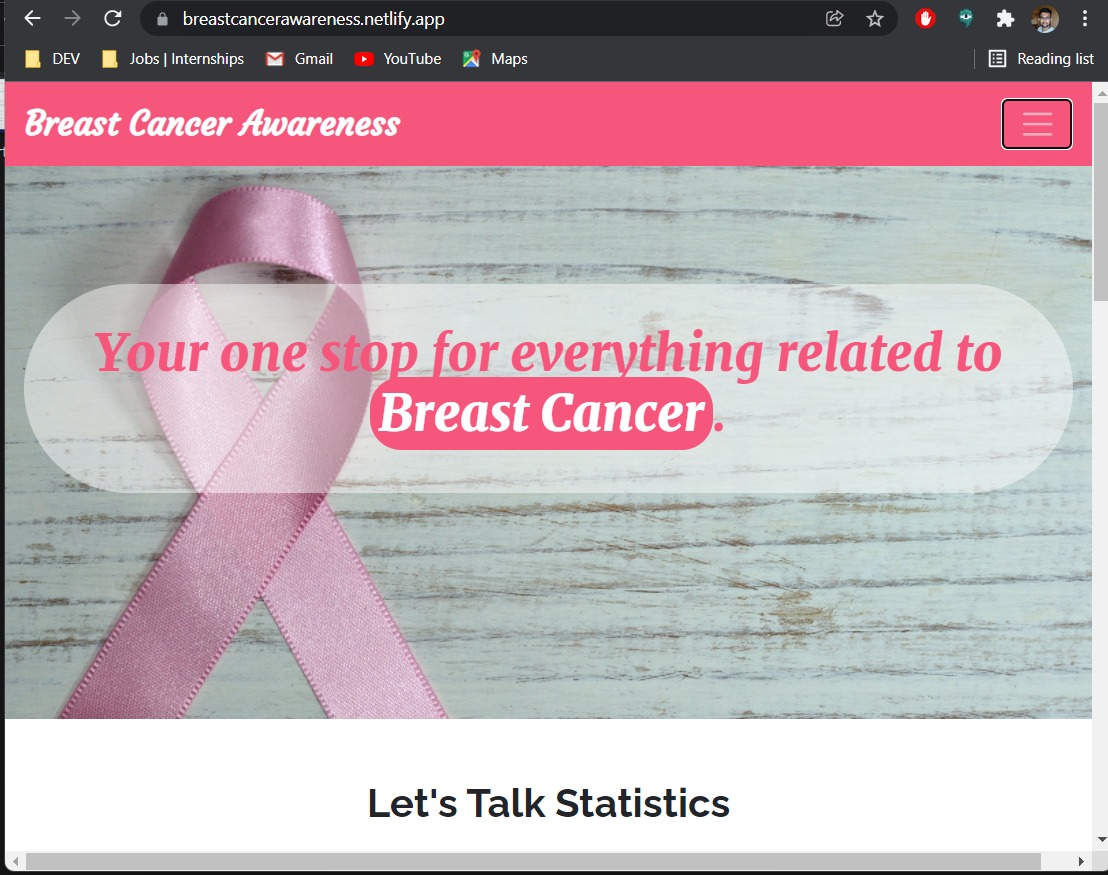 breastcancerawareness.netlify.app
DEV Jobs | Internships Gmail YouTube Maps Reading list
Breast Cancer Awareness
Your one stop for everything related to
Breast Cancer.
Let's Talk Statistics